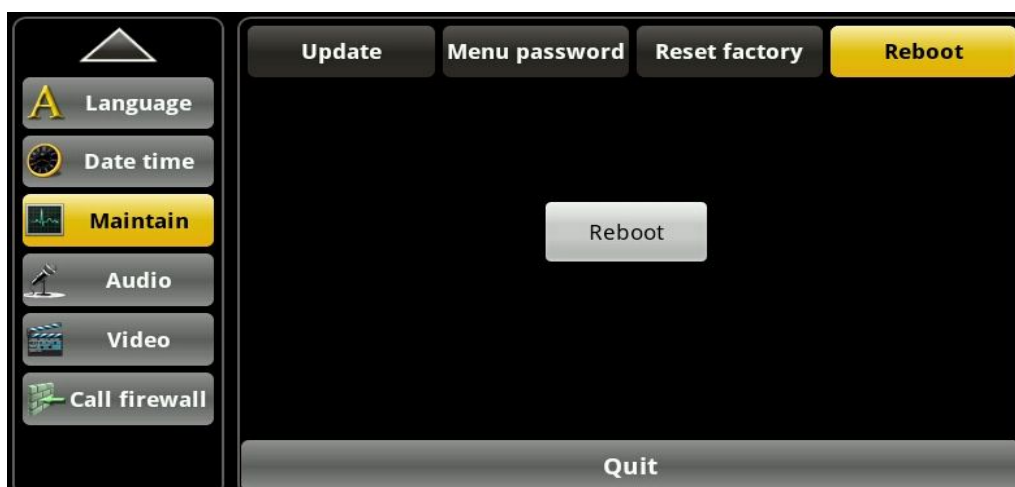 Update
Menu password
Reset factory
Reboot
Language
Date time
Maintain
Audio
Video
Call firewall
Reboot
Quit